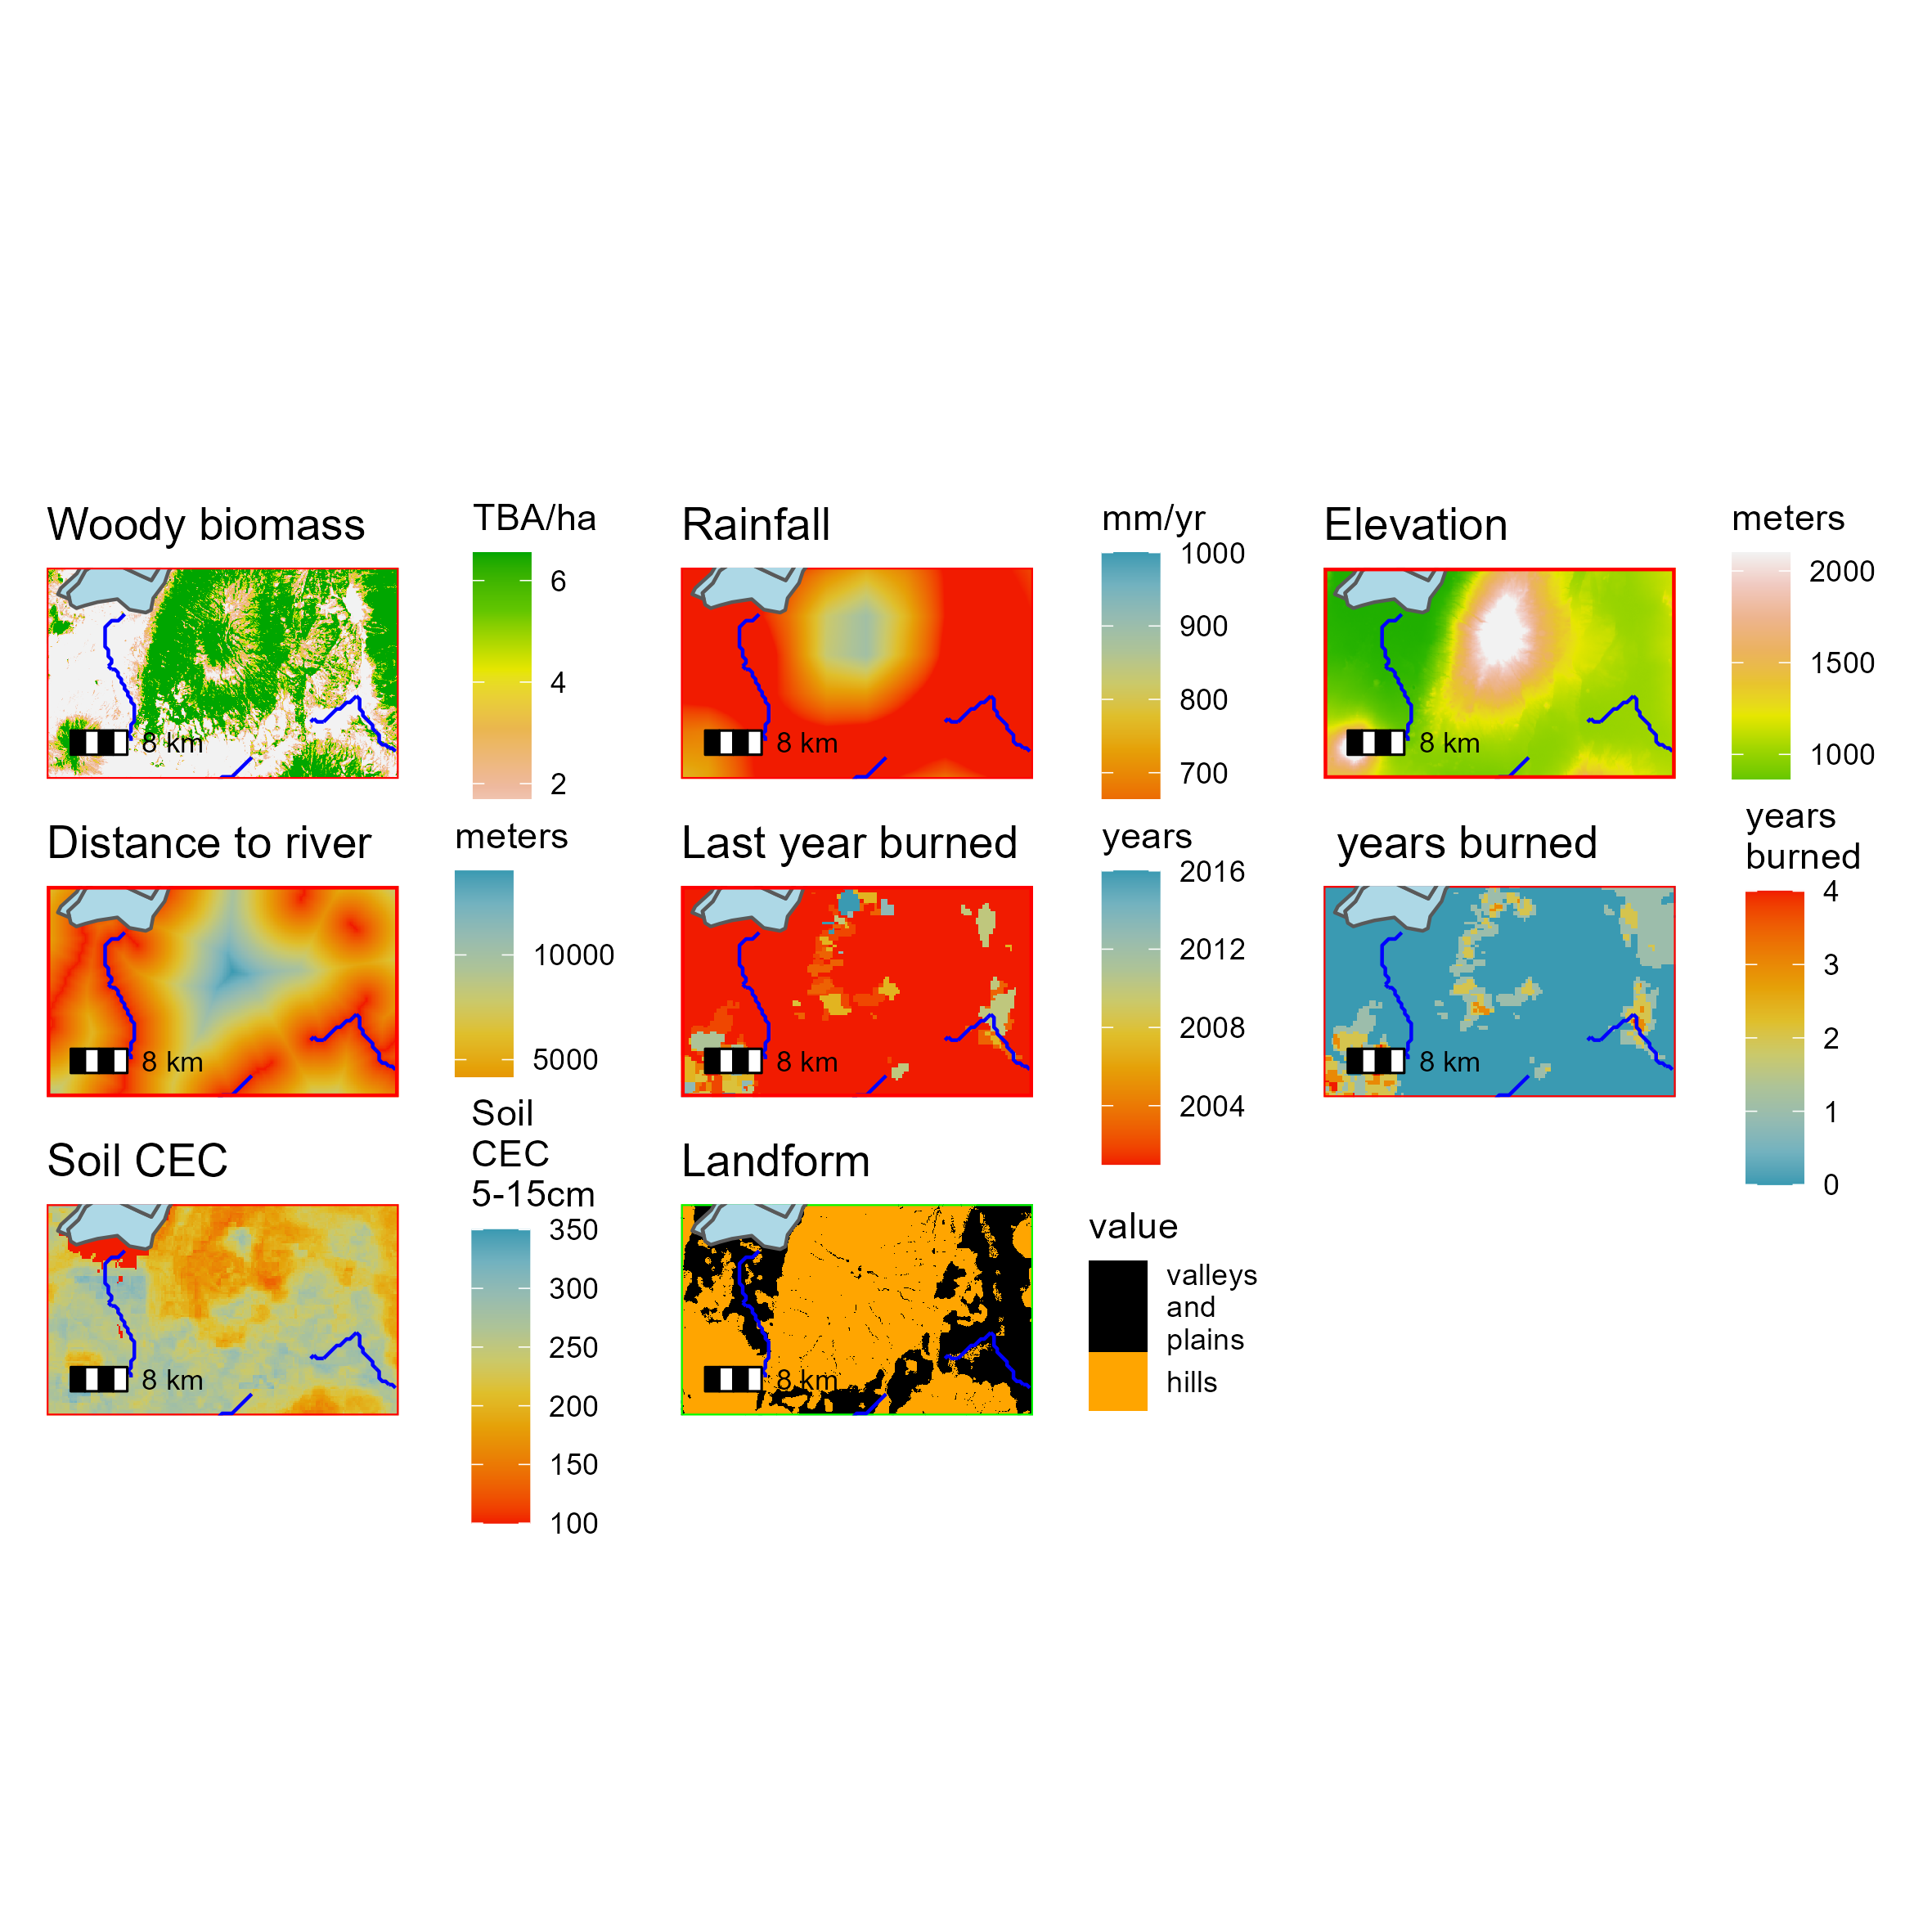 Woody biomass
TBA/ha
6
4
2
8 km
Rainfall
mm/yr
1000
900
800
700
8 km
Elevation
meters
2000
1500
1000
8 km
Distance to river
meters
10000
5000
8 km
Last year burned
years
2016
2012
2008
2004
8 km
years burned
years
burned
4
3
2
1
0
8 km
Soil CEC
Soil
CEC
5-15cm
350
300
250
200
150
100
8 km
Landform
value
valleys
and
plains
hills
8 km